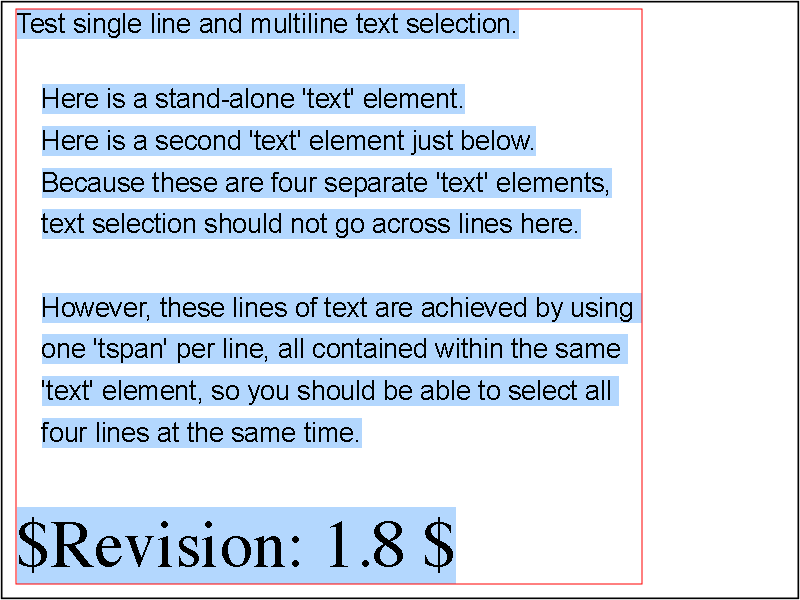 Test single line and multiline text selection.
Here is a stand-alone 'text' element.
Here is a second 'text' element just below.
Because these are four separate 'text' elements,
text selection should not go across lines here.
However, these lines of text are achieved by using
one 'tspan' per line, all contained within the same
'text' element, so you should be able to select all
four lines at the same time.
$Revision: 1.8 $